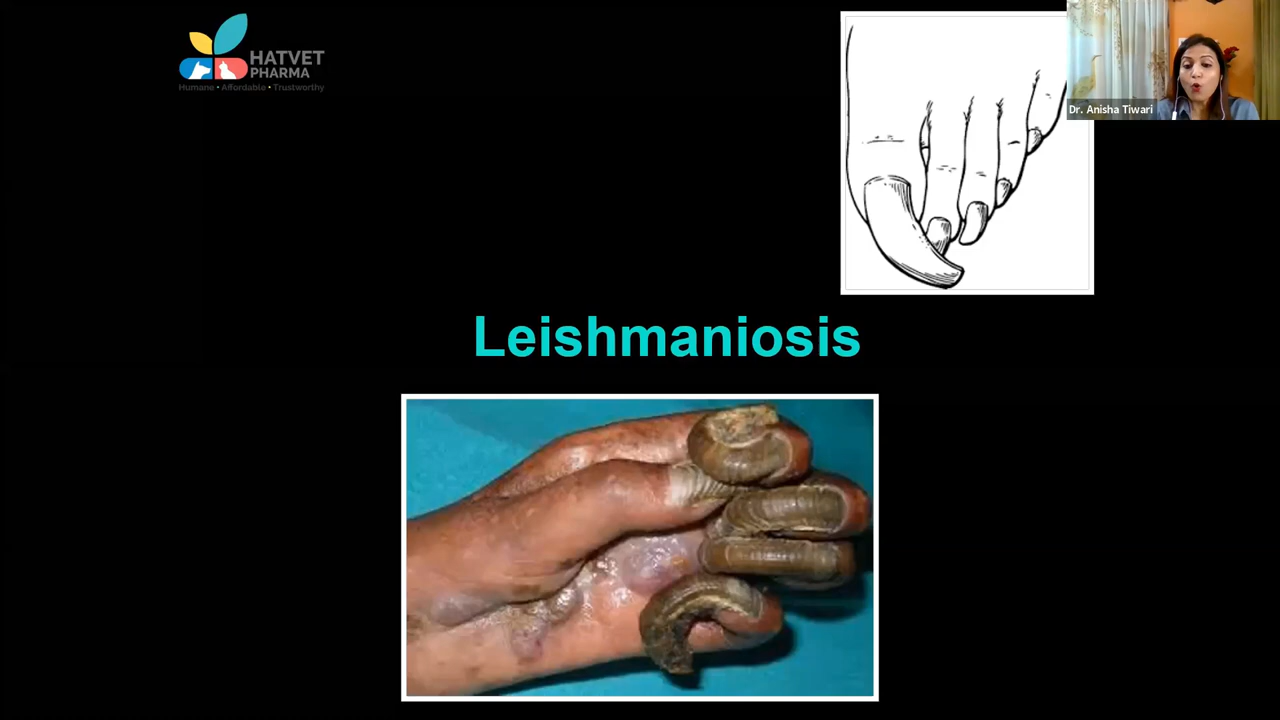 HATVET
PHARMA
Humane • Affordable • Trustworthy
Dr. Anisha Tiwari
Leishmaniosis